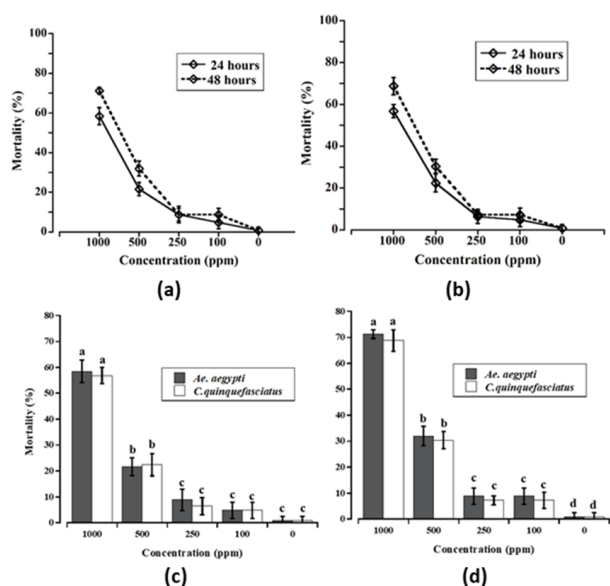 100
80
60
40
20
0
Mortality (%)
24 hours
48 hours
1000 500 250 100 0
Concentration (ppm)
(a)
100
80
60
40
20
0
Mortality (%)
24 hours
48 hours
1000 500 250 100 0
Concentration (ppm)
(b)
80
70
60
50
40
30
20
10
0
Mortality (%)
Ae. aegypti
C.quinquefasciatus
a a
b b
c c
c c
c c
1000 500 250 100 0
Concentration (ppm)
(c)
80
70
60
50
40
30
20
10
0
Mortality (%)
Ae. aegypti
C.quinquefasciatus
a a
b b
c c
c c
d d
1000 500 250 100 0
Concentration (ppm)
(d)